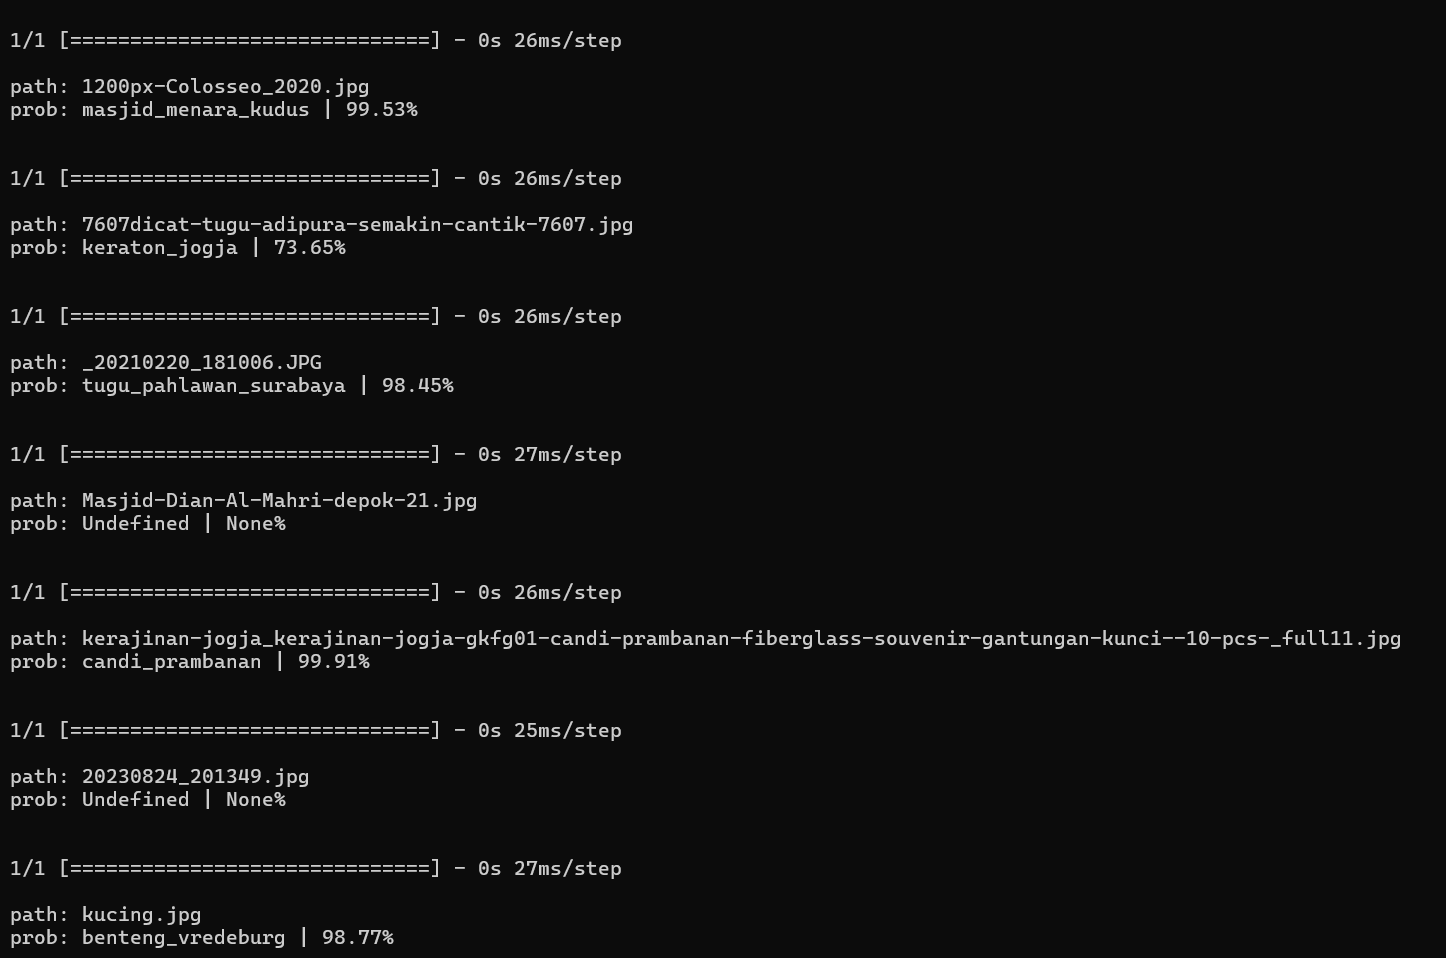 1/1 [==============================] - 0s 26ms/step
path: 1200px-Colosseo_2020.jpg
prob: masjid_menara_kudus | 99.53%
1/1 [==============================] - 0s 26ms/step
path: 7607dicat-tugu-adipura-semakin-cantik-7607.jpg
prob: keraton_jogja | 73.65%
1/1 [==============================] - 0s 26ms/step
path: _20210220_181006.JPG
prob: tugu_pahlawan_surabaya | 98.45%
1/1 [==============================] - 0s 27ms/step
path: Masjid-Dian-Al-Mahri-depok-21.jpg
prob: Undefined | None%
1/1 [==============================] - 0s 26ms/step
path: kerajinan-jogja_kerajinan-jogja-gkfg01-candi-prambanan-fiberglass-souvenir-gantungan-kunci--10-pcs-_full11.jpg
prob: candi_prambanan | 99.91%
1/1 [==============================] - 0s 25ms/step
path: 20230824_201349.jpg
prob: Undefined | None%
1/1 [==============================] - 0s 27ms/step
path: kucing.jpg
prob: benteng_vredeburg | 98.77%